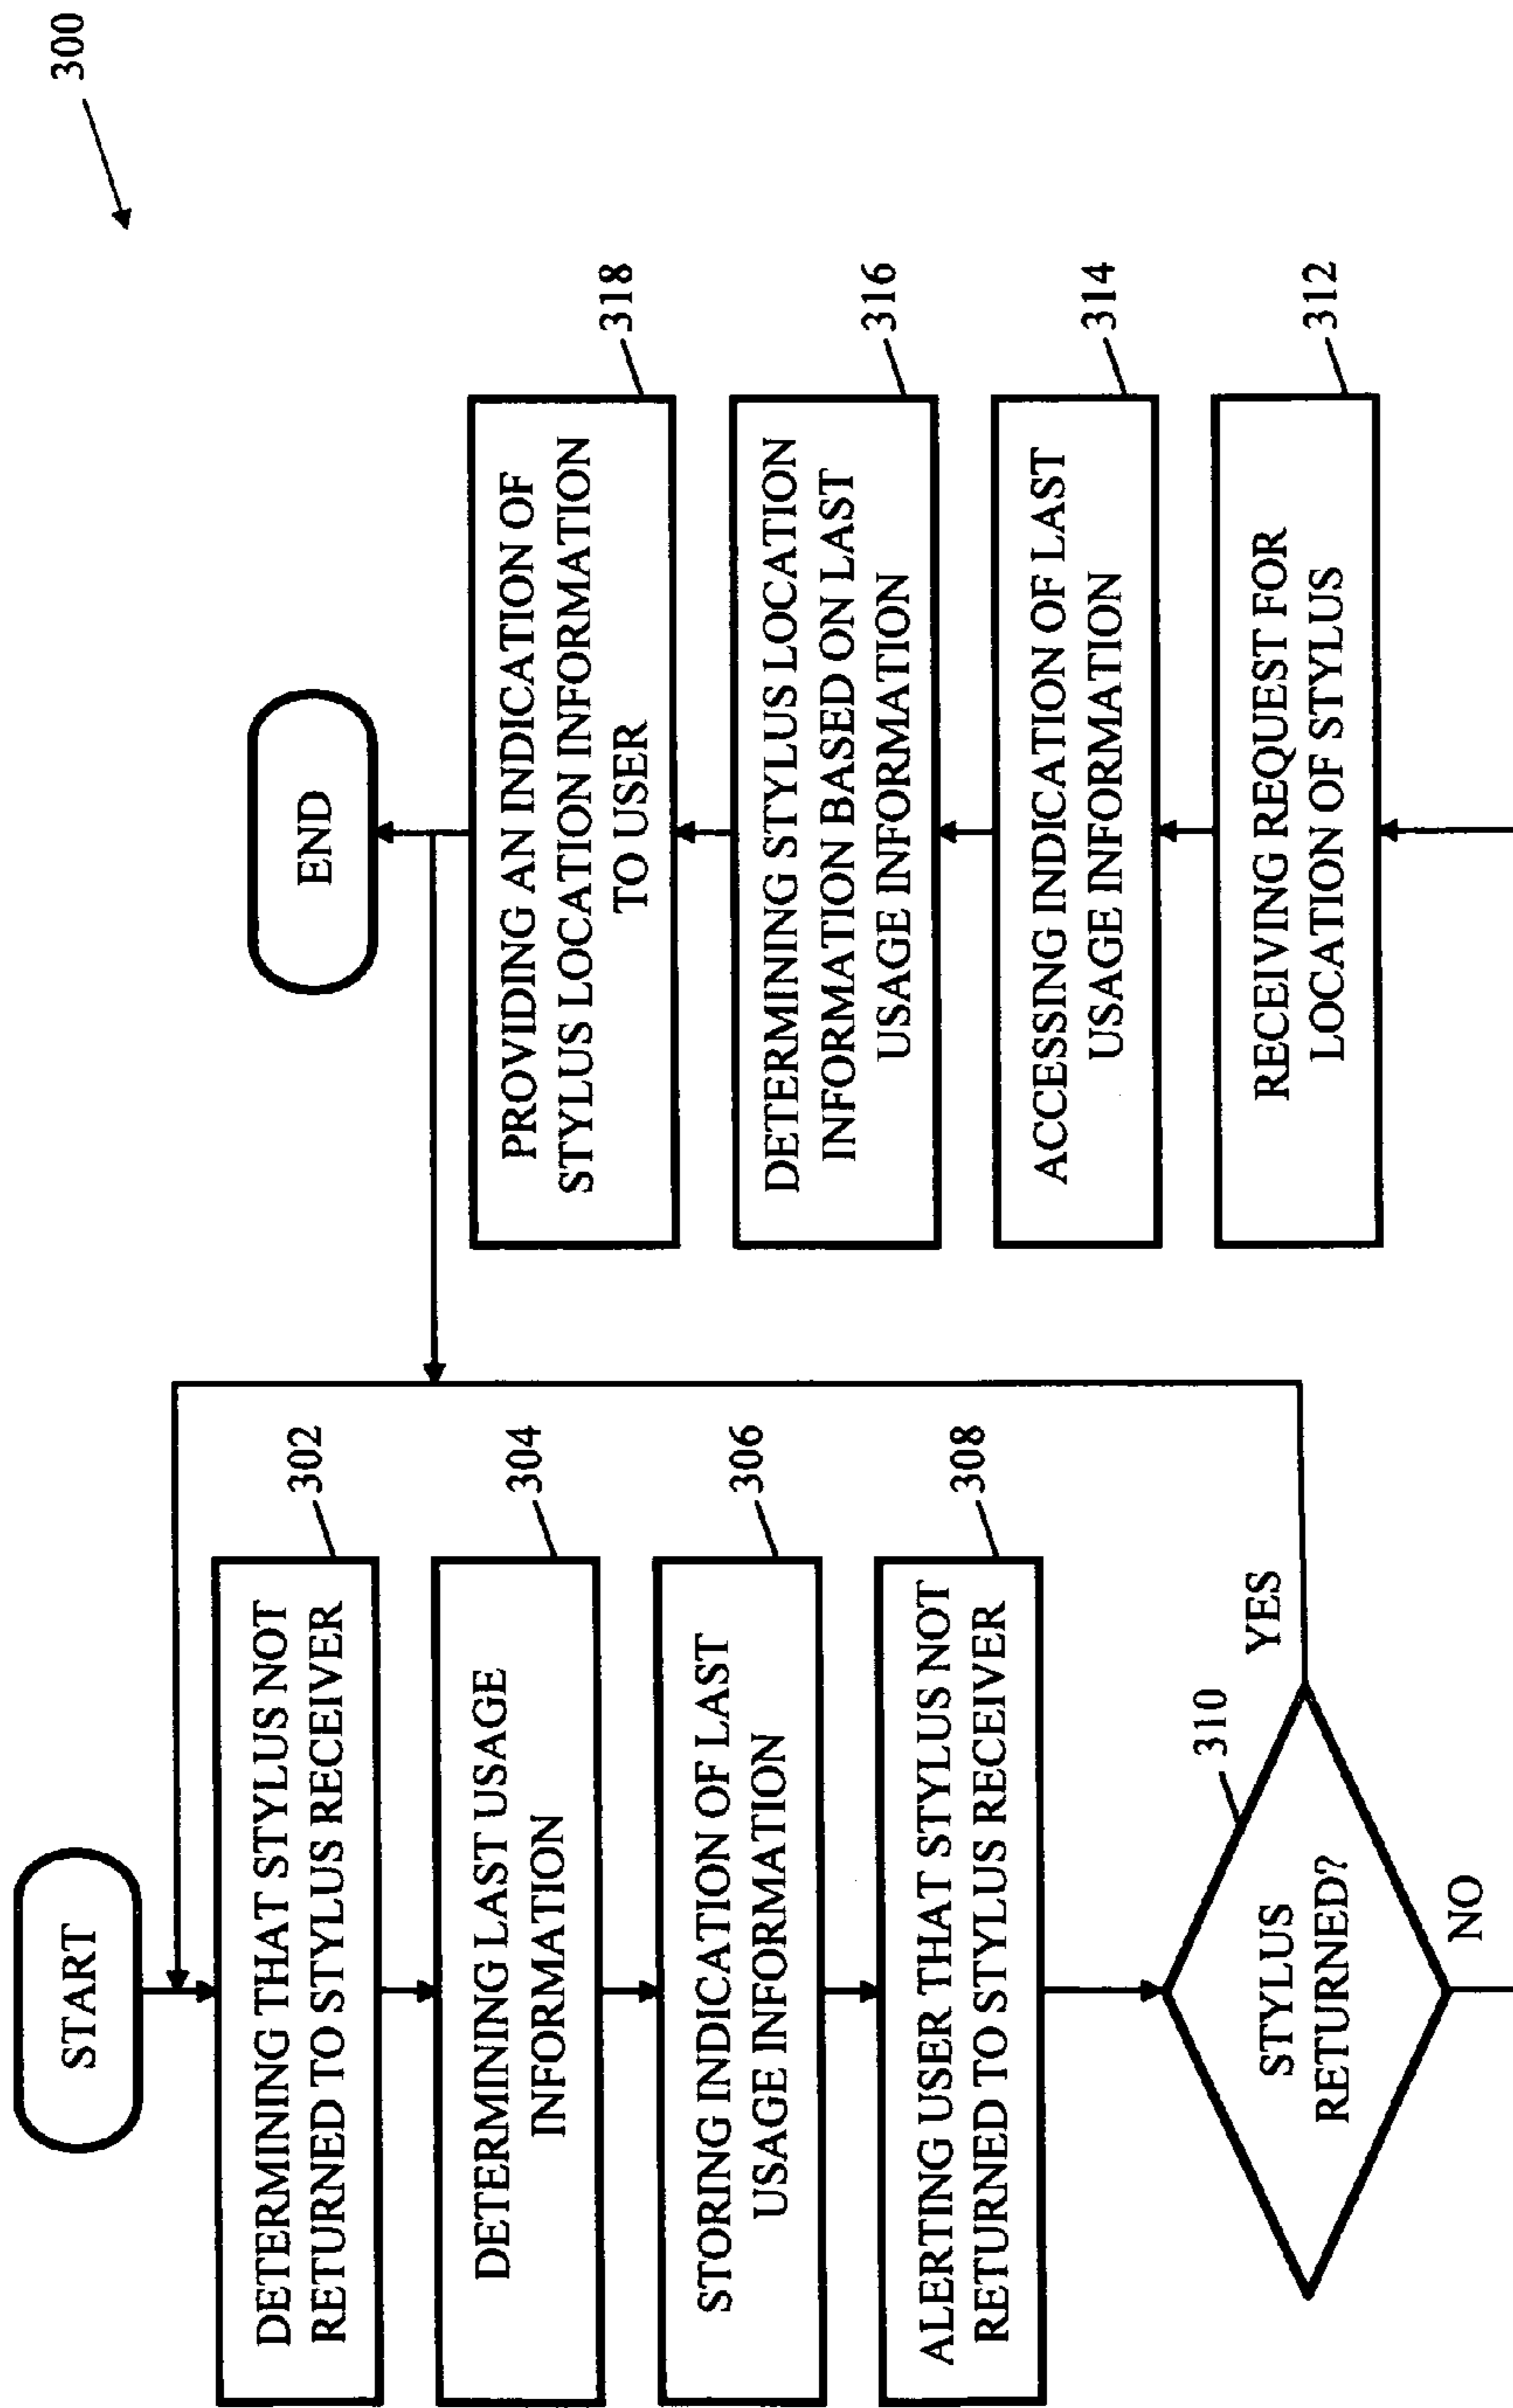 300
START
DETERMINING THAT STYLUS NOT
RETURNED TO STYLUS RECEIVER
302
DETERMINING LAST USAGE
INFORMATION
304
STORING INDICATION OF LAST
USAGE INFORMATION
306
ALERTING USER THAT STYLUS NOT
RETURNED TO STYLUS RECEIVER
308
STYLUS
RETURNED?
310
YES
NO
RECEIVING REQUEST FOR
LOCATION OF STYLUS
312
ACCESSING INDICATION OF LAST
USAGE INFORMATION
314
DETERMINING STYLUS LOCATION
INFORMATION BASED ON LAST
USAGE INFORMATION
316
PROVIDING AN INDICATION OF
STYLUS LOCATION INFORMATION
TO USER
318
END